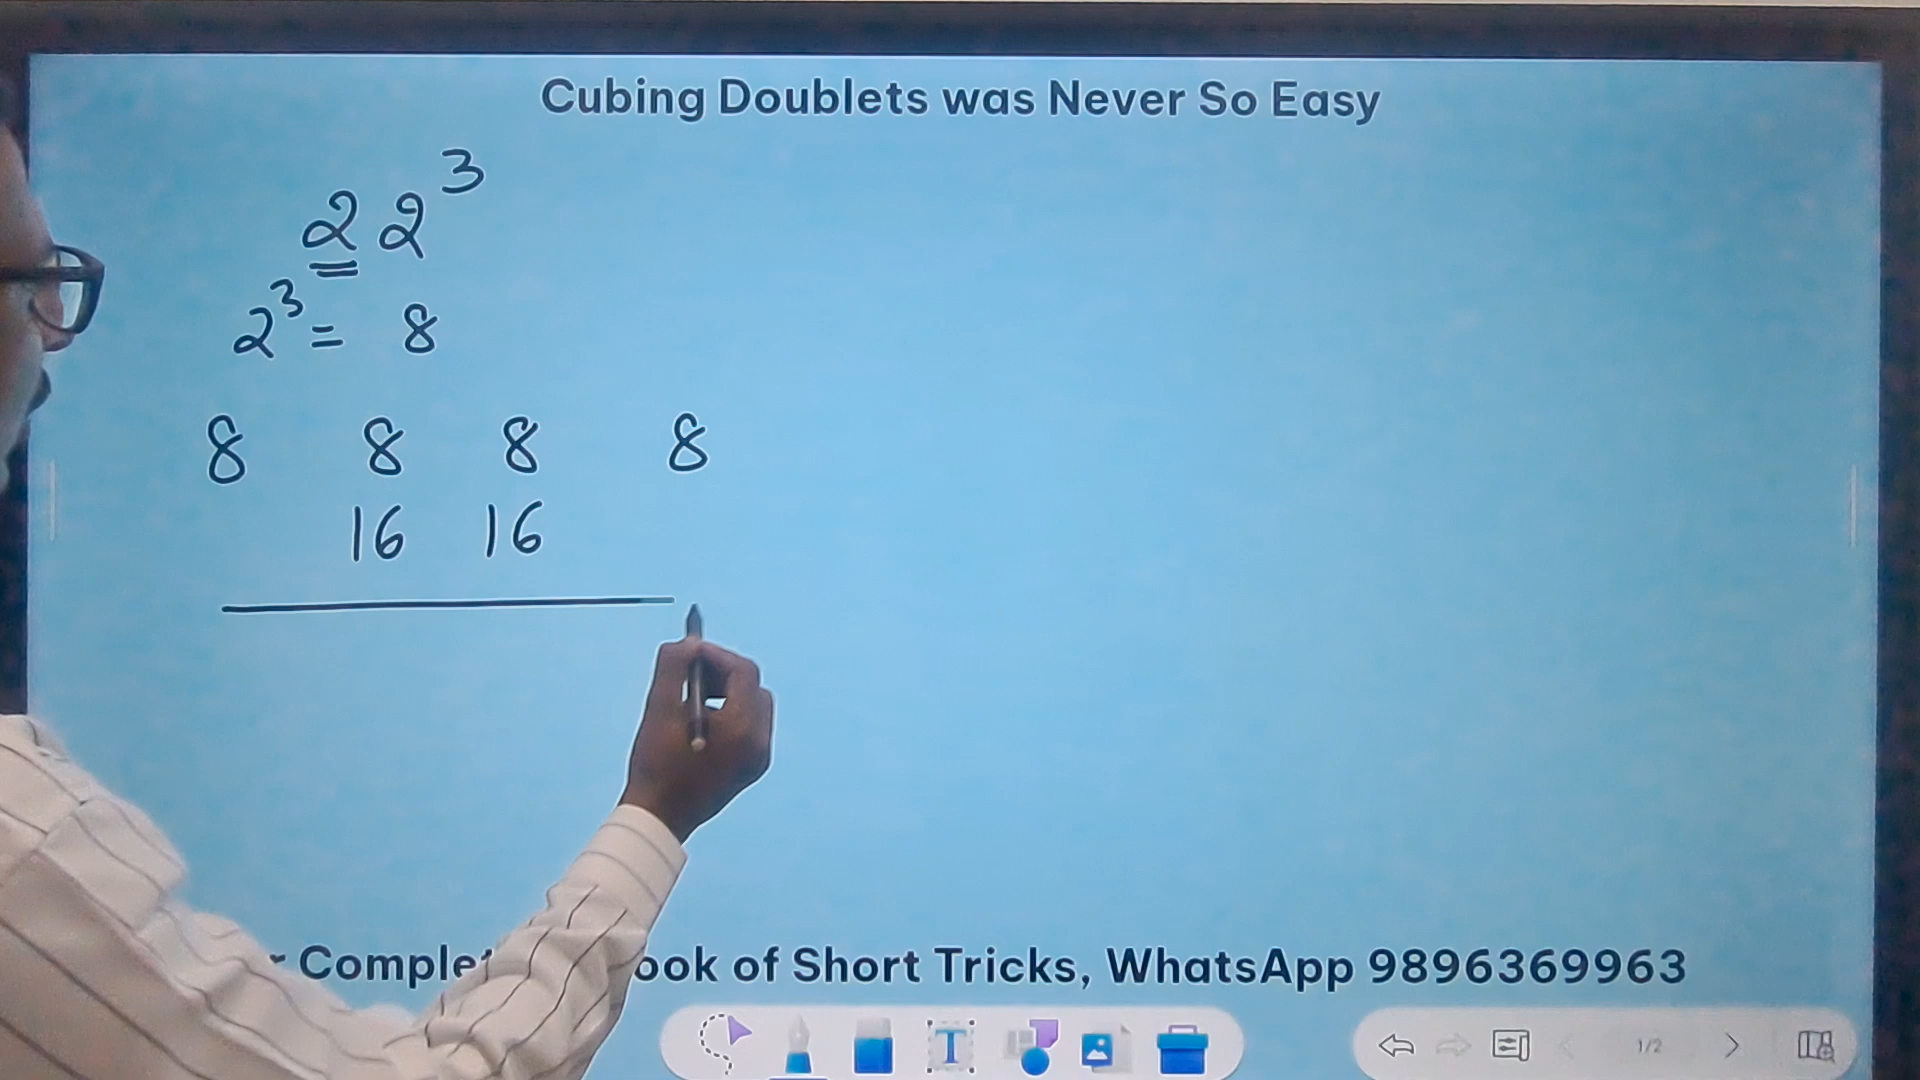 Cubing Doublets was Never So Easy
22³
2³ = 8
8 8 8 8
16 16
Comple ook of Short Tricks, WhatsApp 9896369963
T
1/2